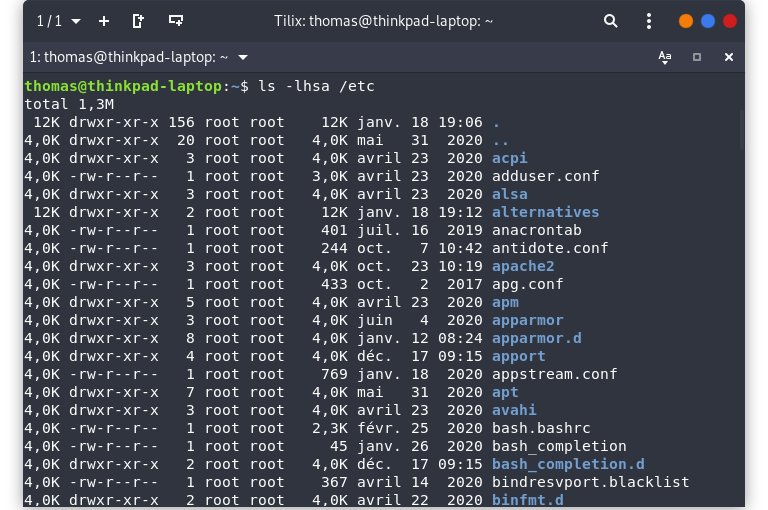 1 / 1 Tilix: thomas@thinkpad-laptop: ~
1: thomas@thinkpad-laptop: ~ Aa
thomas@thinkpad-laptop:~$ ls -lhsa /etc
total 1,3M
 12K drwxr-xr-x 156 root root    12K janv. 18 19:06 .
4,0K drwxr-xr-x  20 root root   4,0K mai   31  2020 ..
4,0K drwxr-xr-x   3 root root   4,0K avril 23  2020 acpi
4,0K -rw-r--r--   1 root root   3,0K avril 23  2020 adduser.conf
4,0K drwxr-xr-x   3 root root   4,0K avril 23  2020 alsa
 12K drwxr-xr-x   2 root root    12K janv. 18 19:12 alternatives
4,0K -rw-r--r--   1 root root    401 juil. 16  2019 anacrontab
4,0K -rw-r--r--   1 root root    244 oct.   7 10:42 antidote.conf
4,0K drwxr-xr-x   3 root root   4,0K oct.  23 10:19 apache2
4,0K -rw-r--r--   1 root root    433 oct.   2  2017 apg.conf
4,0K drwxr-xr-x   5 root root   4,0K avril 23  2020 apm
4,0K drwxr-xr-x   3 root root   4,0K juin   4  2020 apparmor
4,0K drwxr-xr-x   8 root root   4,0K janv. 12 08:24 apparmor.d
4,0K drwxr-xr-x   4 root root   4,0K déc.  17 09:15 apport
4,0K -rw-r--r--   1 root root    769 janv. 18  2020 appstream.conf
4,0K drwxr-xr-x   7 root root   4,0K mai   31  2020 apt
4,0K drwxr-xr-x   3 root root   4,0K avril 23  2020 avahi
4,0K -rw-r--r--   1 root root   2,3K févr. 25  2020 bash.bashrc
4,0K -rw-r--r--   1 root root     45 janv. 26  2020 bash_completion
4,0K drwxr-xr-x   2 root root   4,0K déc.  17 09:15 bash_completion.d
4,0K -rw-r--r--   1 root root    367 avril 14  2020 bindresvport.blacklist
4,0K drwxr-xr-x   2 root root   4,0K avril 22  2020 binfmt.d